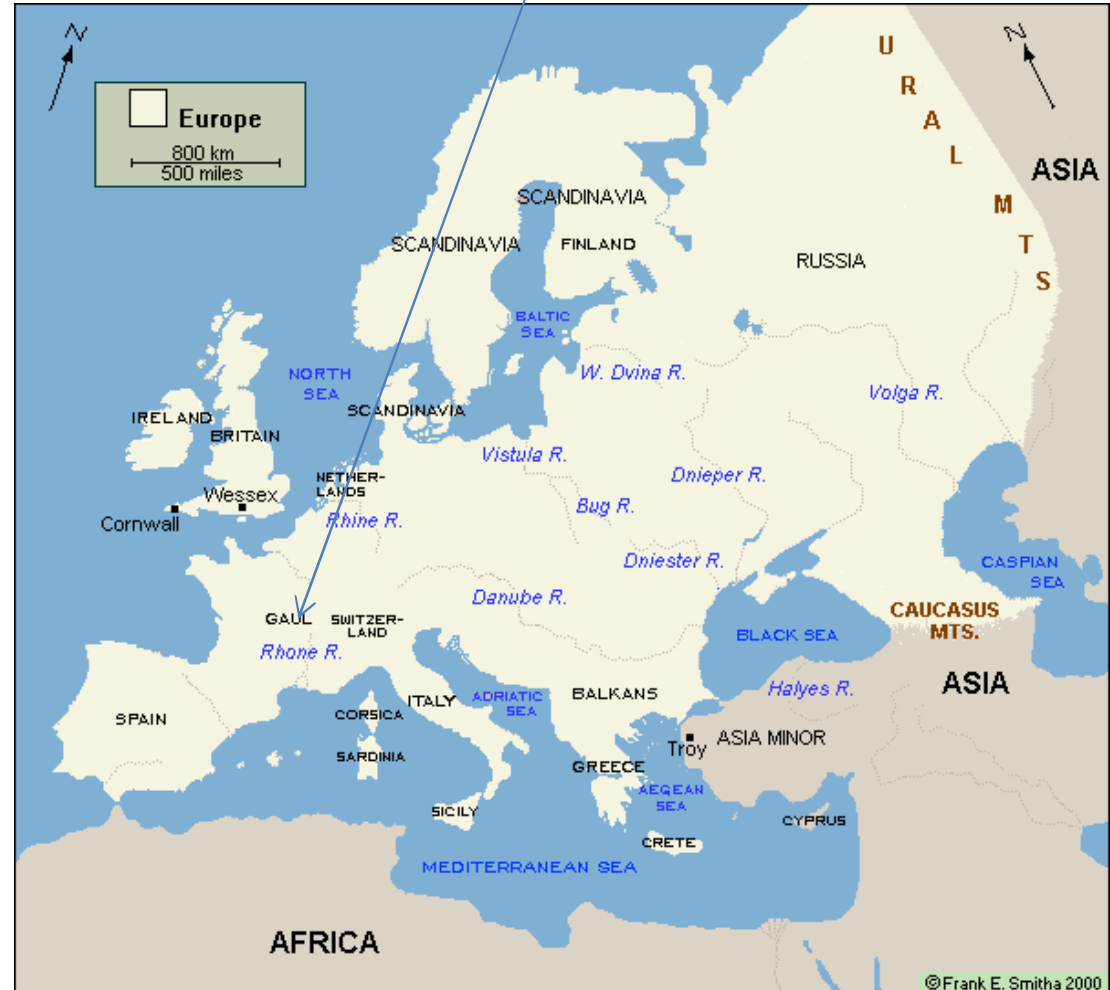 N
N
Europe
800 km
500 miles
U
R
A
L
M
T
S
ASIA
SCANDINAVIA
SCANDINAVIA
FINLAND
RUSSIA
BALTIC
SEA
NORTH
SEA
W. Dvina R.
Volga R.
SCANDINAVIA
IRELAND
BRITAIN
Vistula R.
NETHER-
LANDS
Dnieper R.
Wessex
Cornwall
Rhine R.
Bug R.
Dniester R.
CASPIAN
SEA
Danube R.
GAUL
SWITZER-
LAND
CAUCASUS
MTS.
BLACK SEA
Rhone R.
ASIA
Halyes R.
BALKANS
ITALY
ADRIATIC
SEA
SPAIN
CORSICA
Troy
ASIA MINOR
SARDINIA
GREECE
AEGEAN
SEA
SICILY
CYPRUS
CRETE
MEDITERRANEAN SEA
AFRICA
©Frank E. Smitha 2000